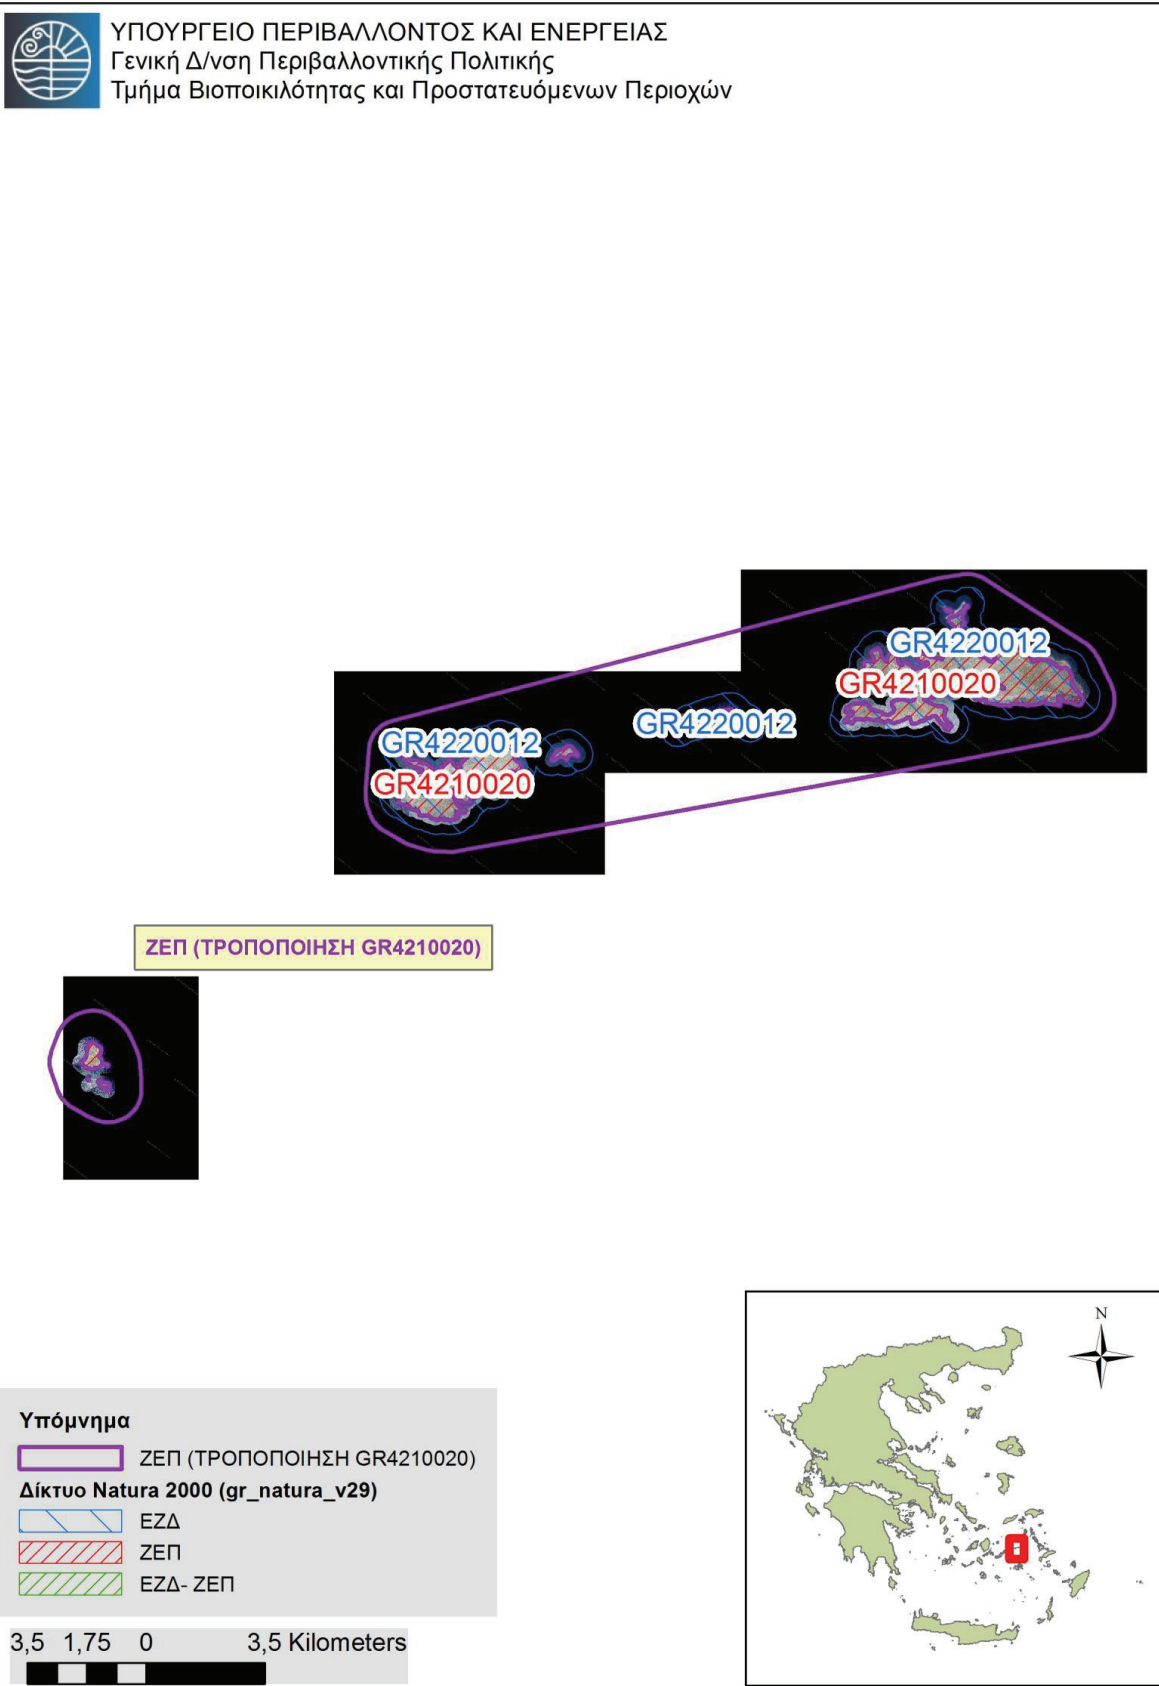 ΥΠΟΥΡΓΕΙΟ ΠΕΡΙΒΑΛΛΟΝΤΟΣ ΚΑΙ ΕΝΕΡΓΕΙΑΣ
Γενική Δ/νση Περιβαλλοντικής Πολιτικής
Τμήμα Βιοποικιλότητας και Προστατευόμενων Περιοχών
GR4220012
GR4210020
GR4220012
GR4220012
GR4210020
ΖΕΠ (ΤΡΟΠΟΠΟΙΗΣΗ GR4210020)
Υπόμνημα
ΖΕΠ (ΤΡΟΠΟΠΟΙΗΣΗ GR4210020)
Δίκτυο Natura 2000 (gr_natura_v29)
ΕΖΔ
ΖΕΠ
ΕΖΔ- ΖΕΠ
3,5 1,75 0 3,5 Kilometers
N